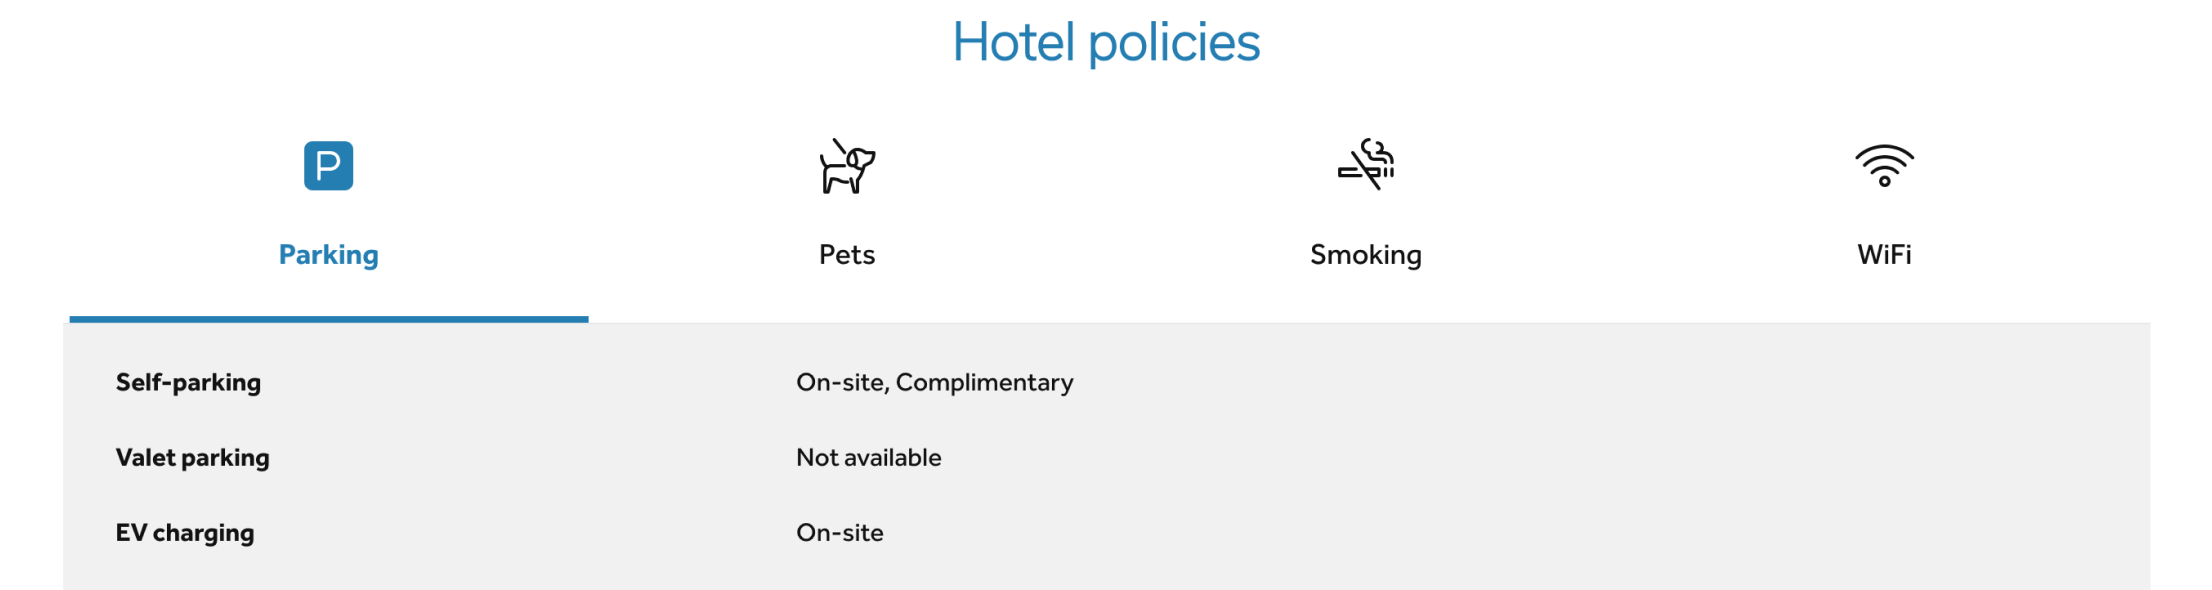 Hotel policies
P
Parking
Pets
Smoking
WiFi
Self-parking On-site, Complimentary
Valet parking Not available
EV charging On-site